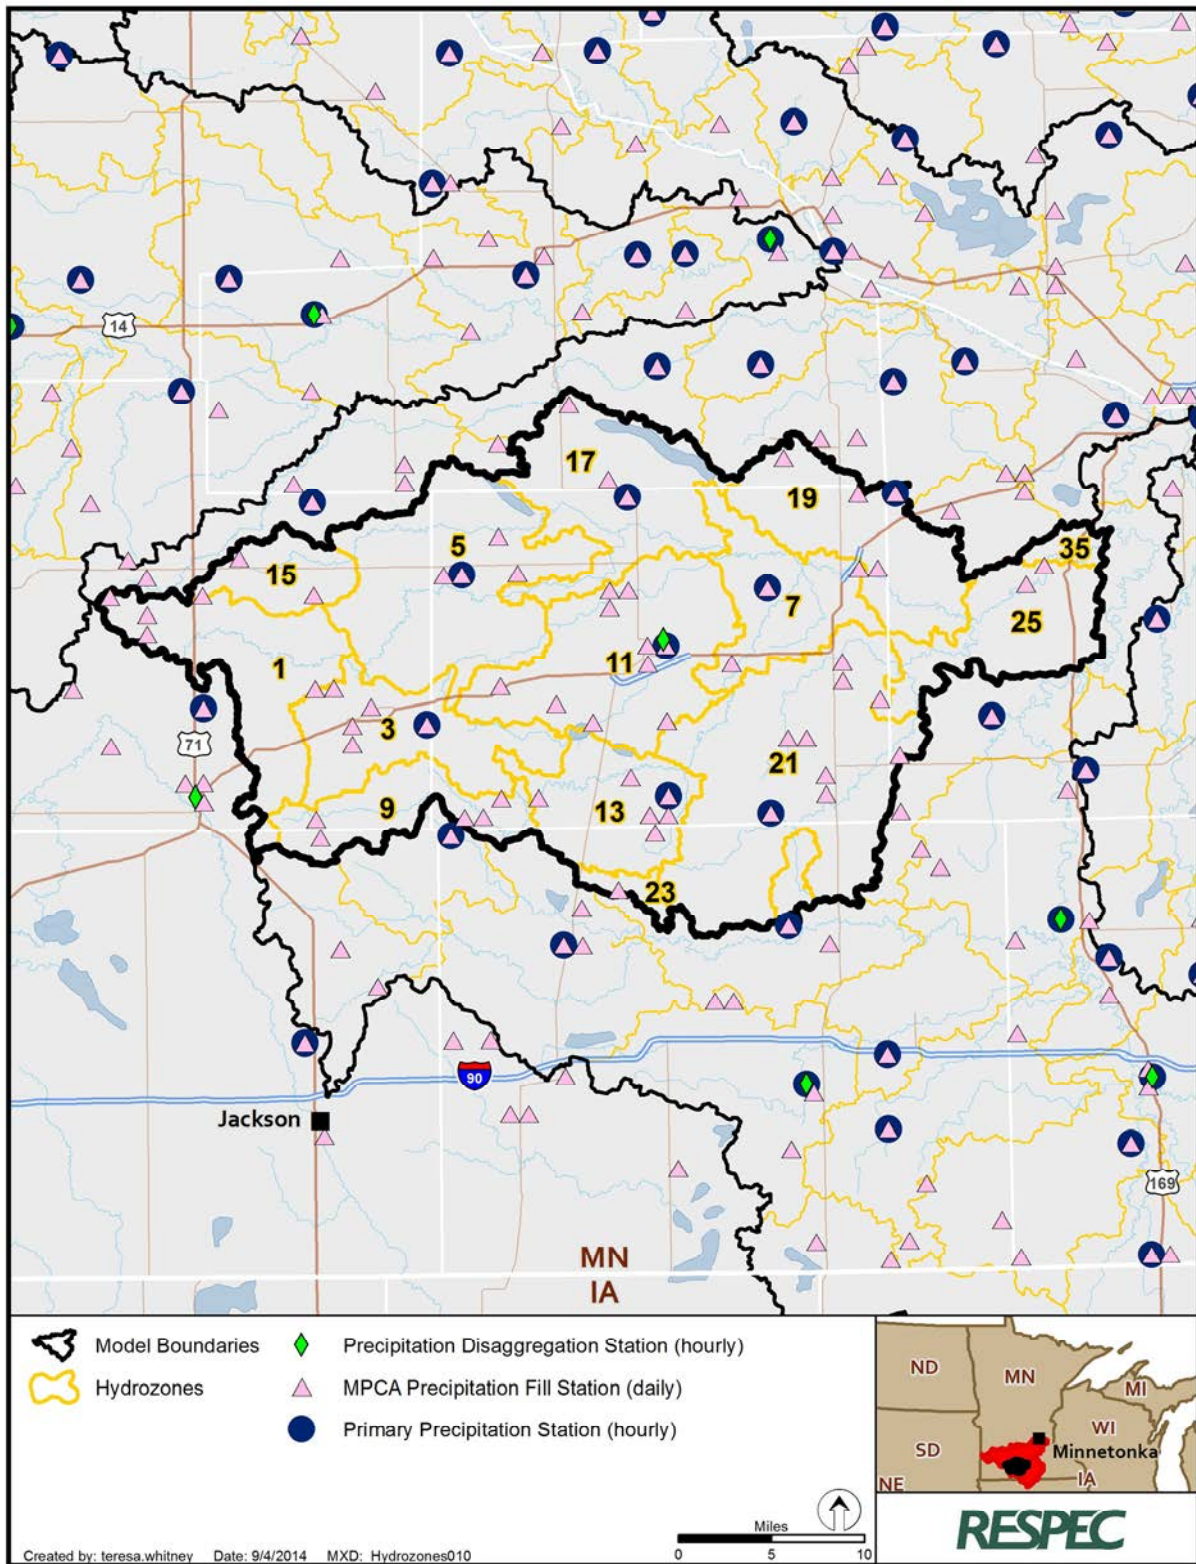 14
17
19
5
35
15
7
25
11
1
3
71
21
9
13
23
90
Jackson
169
MN
IA
Model Boundaries
Precipitation Disaggregation Station (hourly)
Hydrozones
MPCA Precipitation Fill Station (daily)
Primary Precipitation Station (hourly)
ND
MN
MI
WI
SD
Minnetonka
NE
IA
Miles
0 5 10
RESPEC
Created by: teresa.whitney Date: 9/4/2014 MXD: Hydrozones010